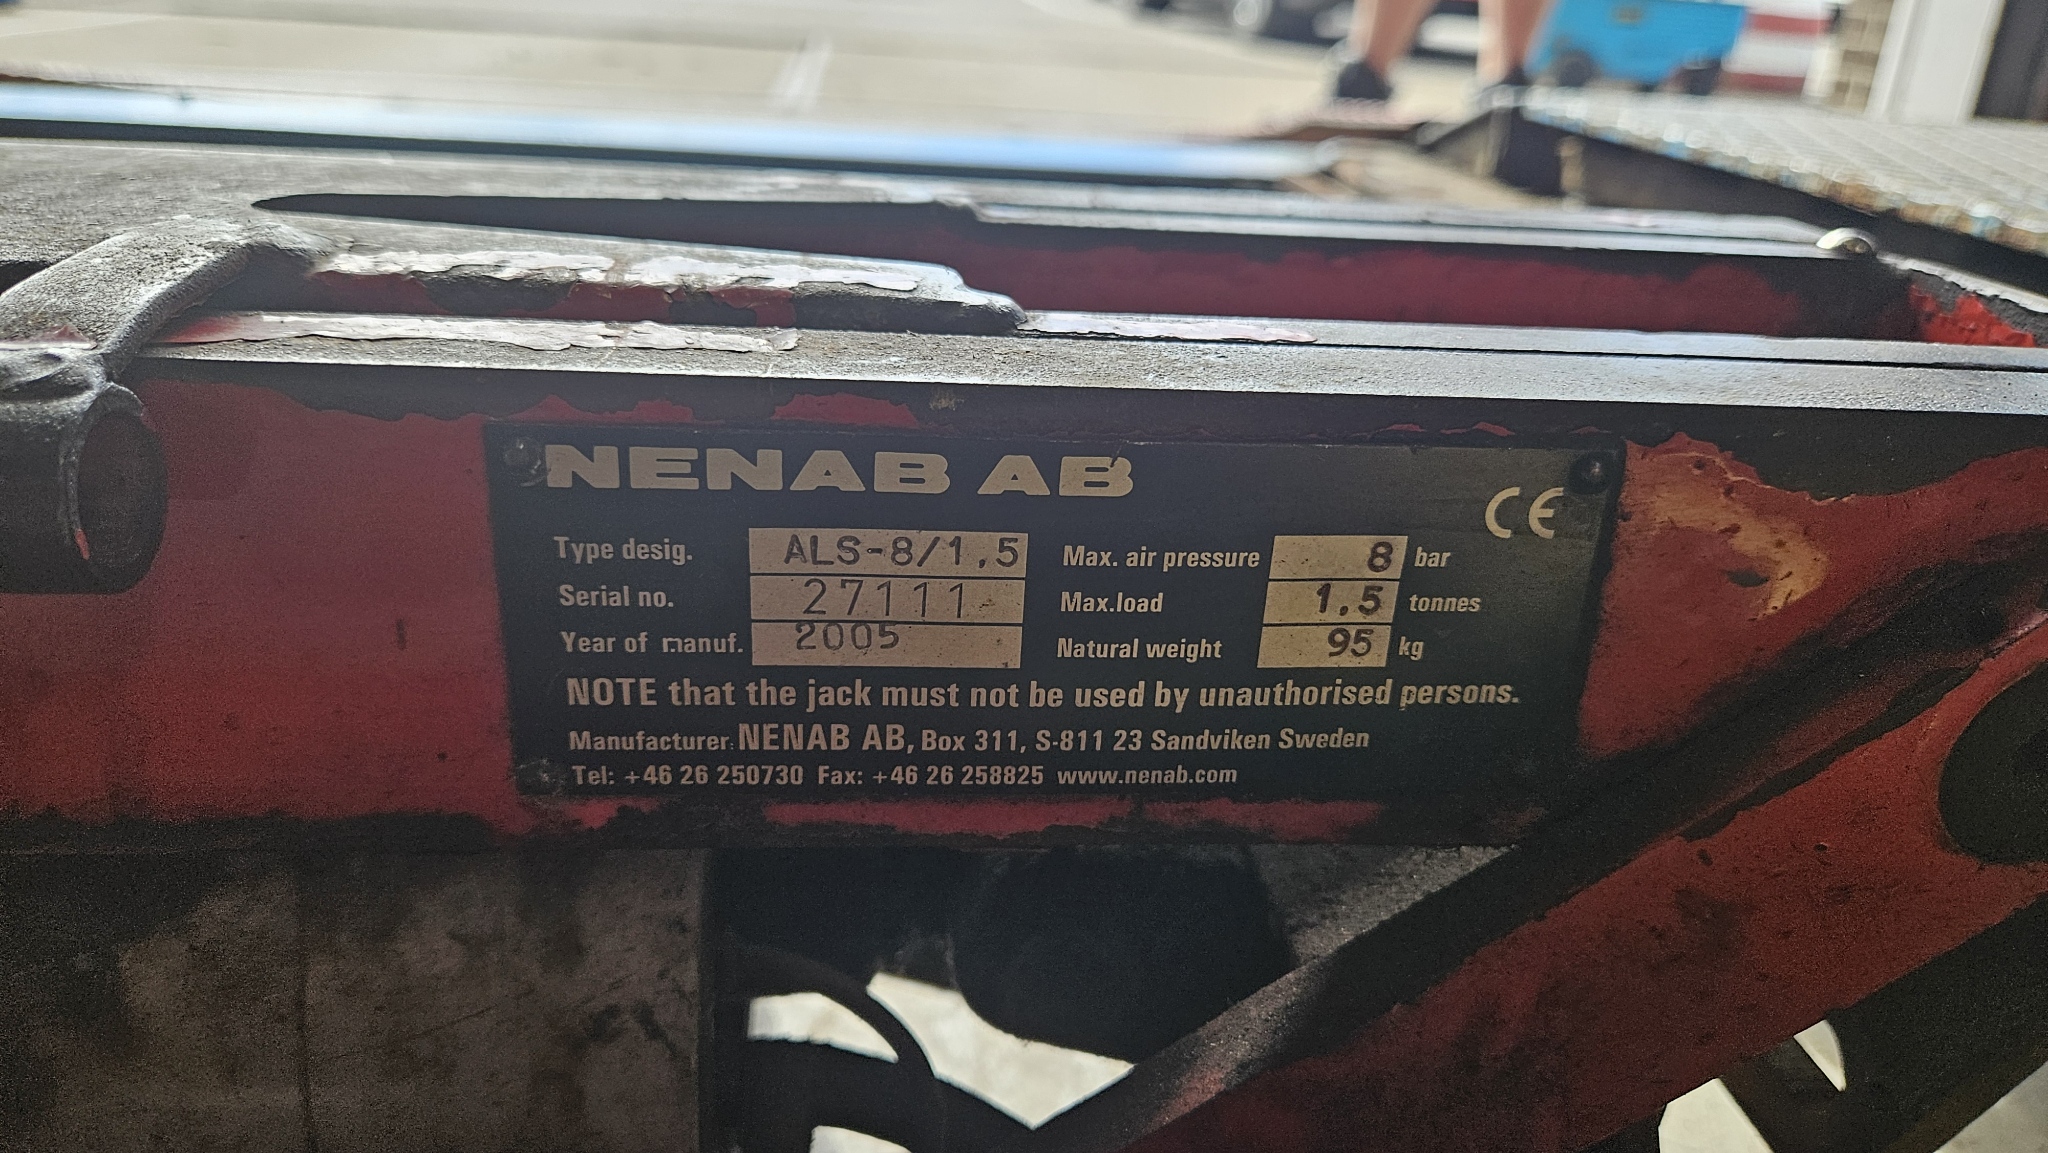 NENAB AB
CE
Type desig. ALS-8/1,5 Max. air pressure 8 bar
Serial no. 27111 Max.load 1,5 tonnes
Year of manuf. 2005 Natural weight 95 kg
NOTE that the jack must not be used by unauthorised persons.
Manufacturer: NENAB AB, Box 311, S-811 23 Sandviken Sweden
Tel: +46 26 250730 Fax: +46 26 258825 www.nenab.com